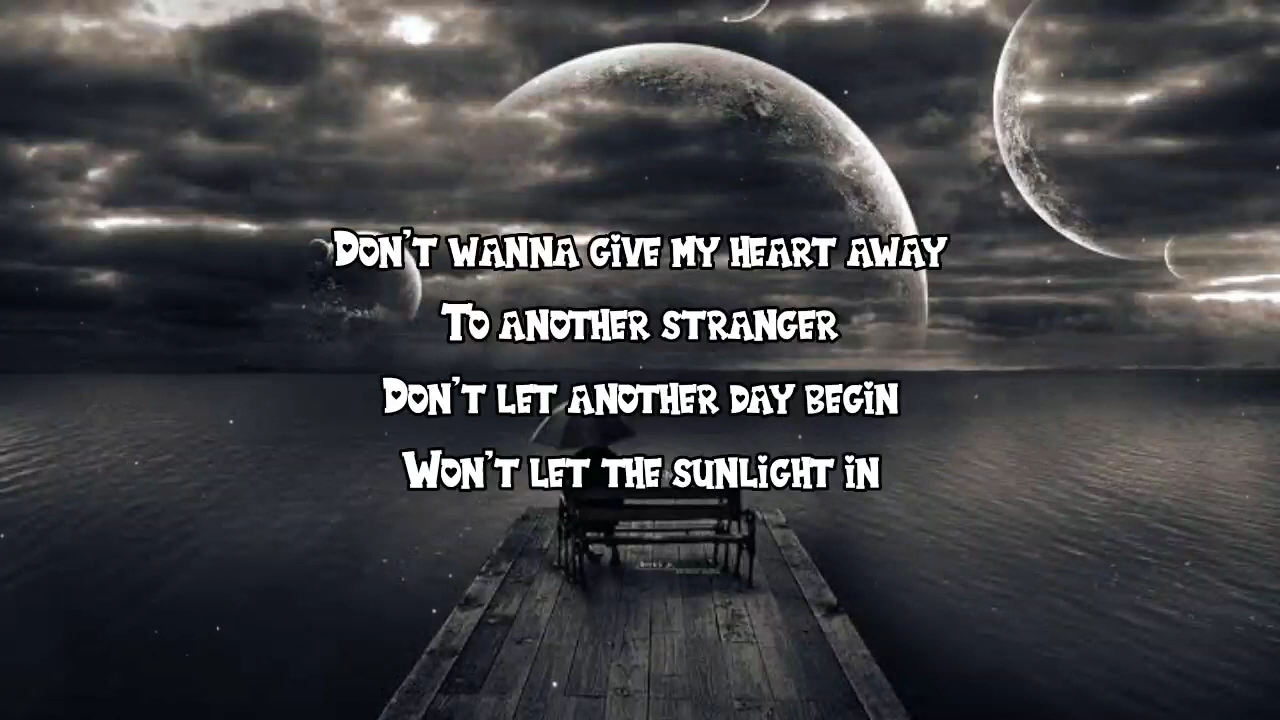 Don't wanna give my heart away
To another stranger
Don't let another day begin
Won't let the sunlight in